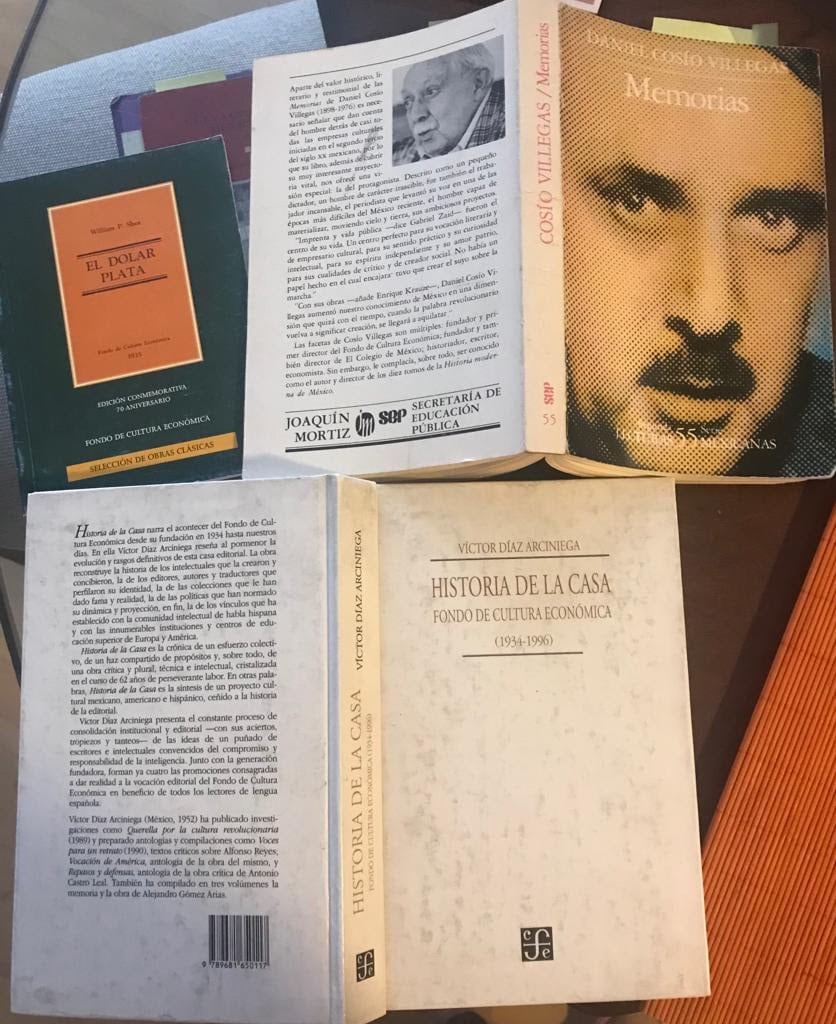 William P. Shea
EL DOLAR
PLATA
Fondo de Cultura Económica
1935
EDICIÓN CONMEMORATIVA
70 ANIVERSARIO
FONDO DE CULTURA ECONÓMICA
SELECCIÓN DE OBRAS CLÁSICAS
Aparte del valor histórico, li-
terario y testimonial de las
Memorias de Daniel Cosío
Villegas (1898-1976) es nece-
sario señalar que dan cuenta
del hombre detrás de casi to-
das las empresas culturales
iniciadas en el segundo tercio
del siglo XX mexicano, por lo
que su libro, además de cubrir
su muy interesante trayecto-
ria vital, nos ofrece una vi-
sión especial: la del protagonista. Descrito como un pequeño
dictador, un hombre de carácter irascible, fue también el traba-
jador incansable, el periodista que levantó su voz en una de las
épocas más difíciles del México reciente, el hombre capaz de
materializar, moviendo cielo y tierra, sus ambiciosos proyectos.
"Imprenta y vida pública —dice Gabriel Zaid— fueron el
centro de su vida. Un centro perfecto para su vocación literaria y
de empresario cultural, para su sentido práctico y su curiosidad
intelectual, para su espíritu independiente y su amor patrio,
para sus cualidades de crítico y de creador social. No había un
papel hecho en el cual encajara: tuvo que crear el suyo sobre la
marcha."
"Con sus obras —añade Enrique Krauze—, Daniel Cosío Vi-
llegas aumentó nuestro conocimiento de México en una dimen-
sión que quizá con el tiempo, cuando la palabra revolucionario
vuelva a significar creación, se llegará a aquilatar."
Las facetas de Cosío Villegas son múltiples: fundador y pri-
mer director del Fondo de Cultura Económica; fundador y tam-
bién director de El Colegio de México; historiador, escritor,
economista. Sin embargo, le complacía, sobre todo, ser conocido
como el autor y director de los diez tomos de la Historia moder-
na de México.
JOAQUÍN
MORTIZ
jm
sep
SECRETARÍA DE
EDUCACIÓN
PÚBLICA
COSÍO VILLEGAS / Memorias
sep
55
DANIEL COSÍO VILLEGAS
Memorias
55
MEXICANAS
Historia de la Casa narra el acontecer del Fondo de Cul-
tura Económica desde su fundación en 1934 hasta nuestros
días. En ella Víctor Díaz Arciniega reseña al pormenor la
evolución y rasgos definitivos de esta casa editorial. La obra
reconstruye la historia de los intelectuales que la crearon y
concibieron, la de los editores, autores y traductores que
perfilaron su identidad, la de las colecciones que le han
dado fama y realidad, la de las políticas que han normado
su dinámica y proyección, en fin, la de los vínculos que ha
establecido con la comunidad intelectual de habla hispana
y con las innumerables instituciones y centros de edu-
cación superior de Europa y América.
Historia de la Casa es la crónica de un esfuerzo colecti-
vo, de un haz compartido de propósitos y, sobre todo, de
una obra crítica y plural, técnica e intelectual, cristalizada
en el curso de 62 años de perseverante labor. En otras pala-
bras, Historia de la Casa es la síntesis de un proyecto cul-
tural mexicano, americano e hispánico, ceñido a la historia
de la editorial.
Víctor Díaz Arciniega presenta el constante proceso de
consolidación institucional y editorial —con sus aciertos,
tropiezos y tanteos— de las ideas de un puñado de
escritores e intelectuales convencidos del compromiso y
responsabilidad de la inteligencia. Junto con la generación
fundadora, forman ya cuatro las promociones consagradas
a dar realidad a la vocación editorial del Fondo de Cultura
Económica en beneficio de todos los lectores de lengua
española.
Víctor Díaz Arciniega (México, 1952) ha publicado investi-
gaciones como Querella por la cultura revolucionaria
(1989) y preparado antologías y compilaciones como Voces
para un retrato (1990), textos críticos sobre Alfonso Reyes;
Vocación de América, antología de la obra del mismo, y
Repasos y defensas, antología de la obra crítica de Antonio
Castro Leal. También ha compilado en tres volúmenes la
memoria y la obra de Alejandro Gómez Arias.
9 789681 650117
HISTORIA DE LA CASA
FONDO DE CULTURA ECONÓMICA (1934-1996)
VÍCTOR DÍAZ ARCINIEGA
cfe
VÍCTOR DÍAZ ARCINIEGA
HISTORIA DE LA CASA
FONDO DE CULTURA ECONÓMICA
(1934-1996)
cfe